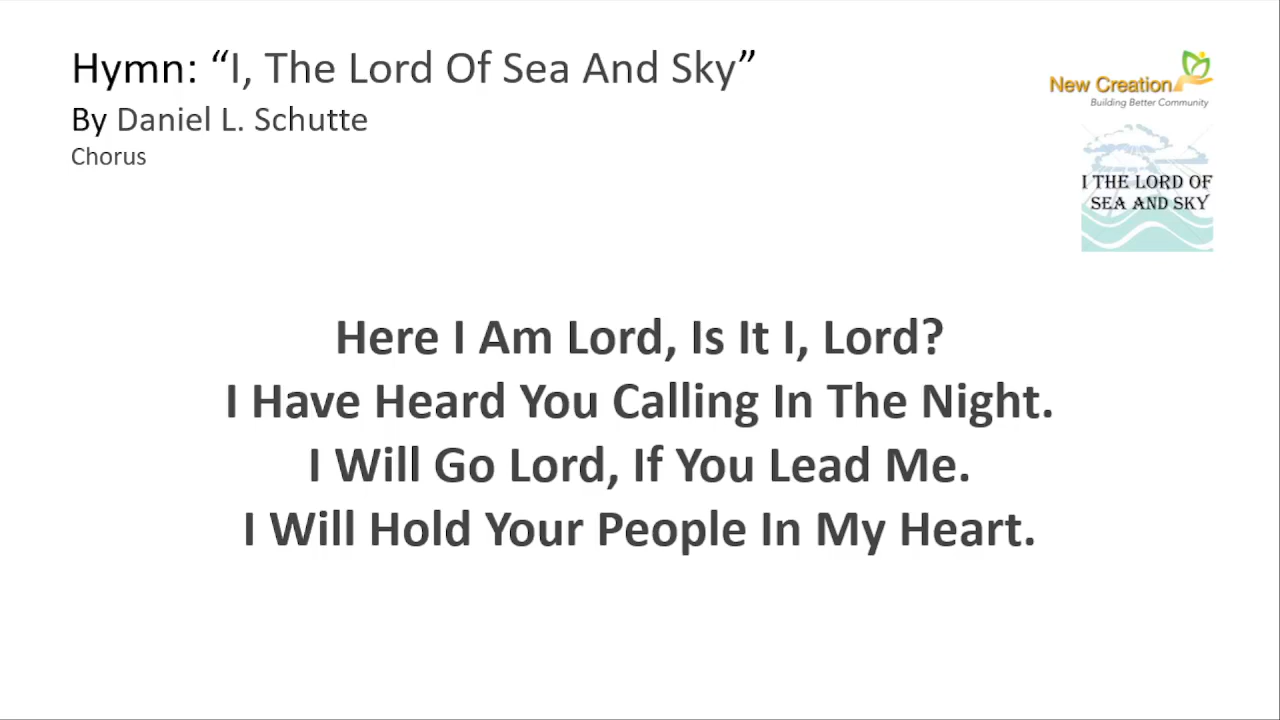 Hymn: “I, The Lord Of Sea And Sky”
By Daniel L. Schutte
Chorus
New Creation
Building Better Community
I THE LORD OF
SEA AND SKY
Here I Am Lord, Is It I, Lord?
I Have Heard You Calling In The Night.
I Will Go Lord, If You Lead Me.
I Will Hold Your People In My Heart.